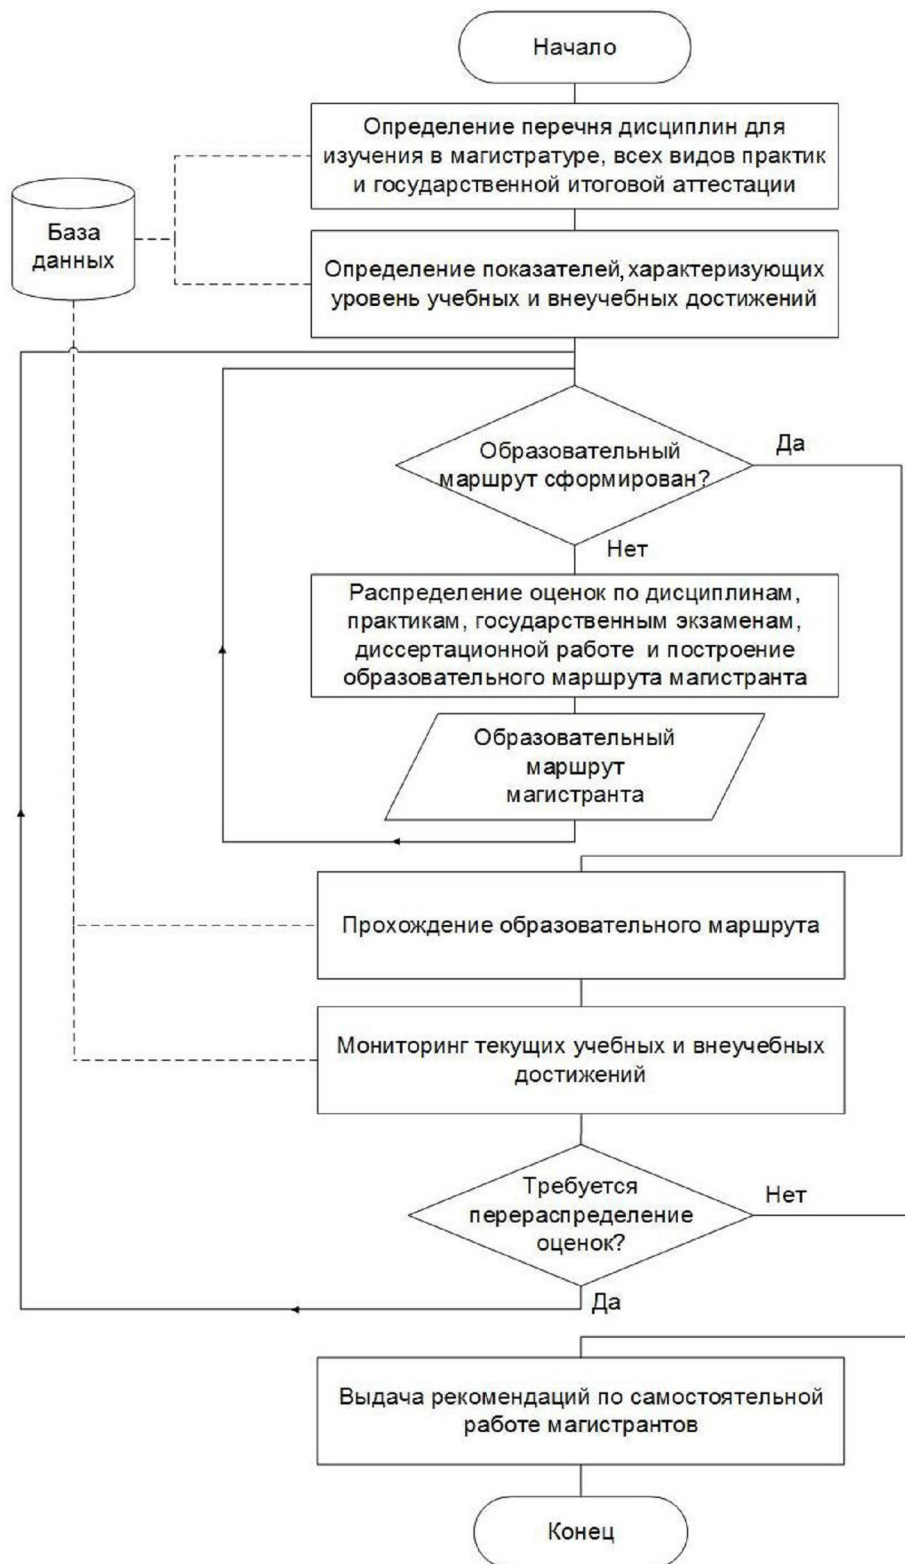 Начало
Определение перечня дисциплин для
изучения в магистратуре, всех видов практик
и государственной итоговой аттестации
База
данных
Определение показателей, характеризующих
уровень учебных и внеучебных достижений
Образовательный
маршрут сформирован?
Да
Нет
Распределение оценок по дисциплинам,
практикам, государственным экзаменам,
диссертационной работе и построение
образовательного маршрута магистранта
Образовательный
маршрут
магистранта
Прохождение образовательного маршрута
Мониторинг текущих учебных и внеучебных
достижений
Требуется
перераспределение
оценок?
Нет
Да
Выдача рекомендаций по самостоятельной
работе магистрантов
Конец